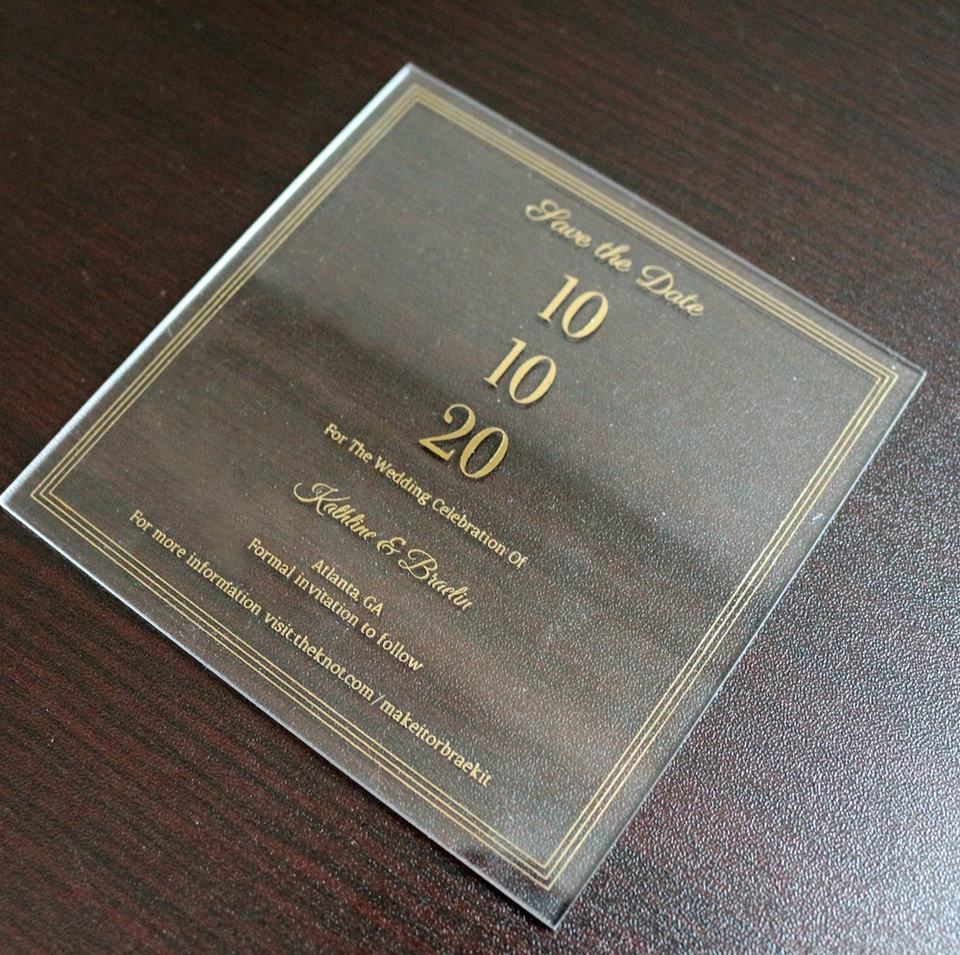 Save the Date
10
10
20
For The Wedding Celebration Of
Kathline & Braelin
Atlanta, GA
Formal invitation to follow
For more information visit:theknot.com/makeitorbraekit